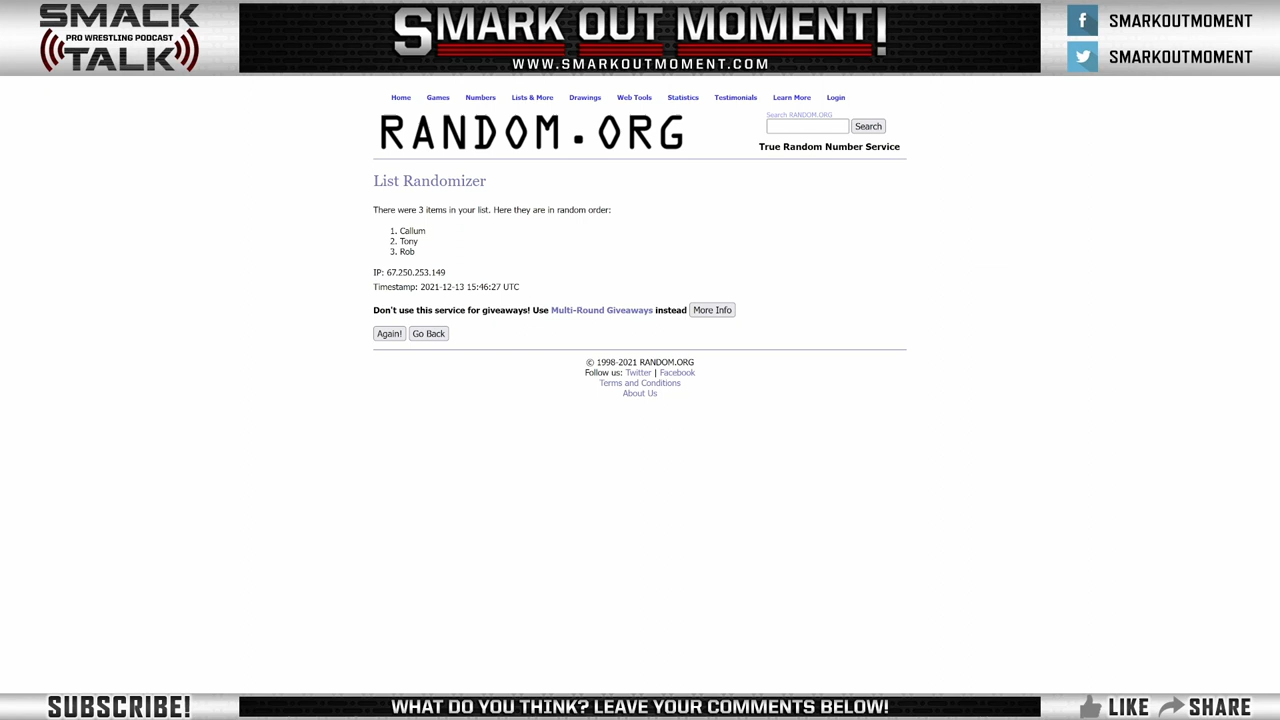 SMACK
PRO WRESTLING PODCAST
TALK
SMARK OUT MOMENT!
WWW.SMARKOUTMOMENT.COM
SMARKOUTMOMENT
SMARKOUTMOMENT
Home Games Numbers Lists & More Drawings Web Tools Statistics Testimonials Learn More Login
RANDOM.ORG
Search RANDOM.ORG
Search
True Random Number Service
List Randomizer
There were 3 items in your list. Here they are in random order:
1. Callum
2. Tony
3. Rob
IP: 67.250.253.149
Timestamp: 2021-12-13 15:46:27 UTC
Don't use this service for giveaways! Use Multi-Round Giveaways instead More Info
Again! Go Back
© 1998-2021 RANDOM.ORG
Follow us: Twitter | Facebook
Terms and Conditions
About Us
SUBSCRIBE!
WHAT DO YOU THINK? LEAVE YOUR COMMENTS BELOW!
LIKE SHARE